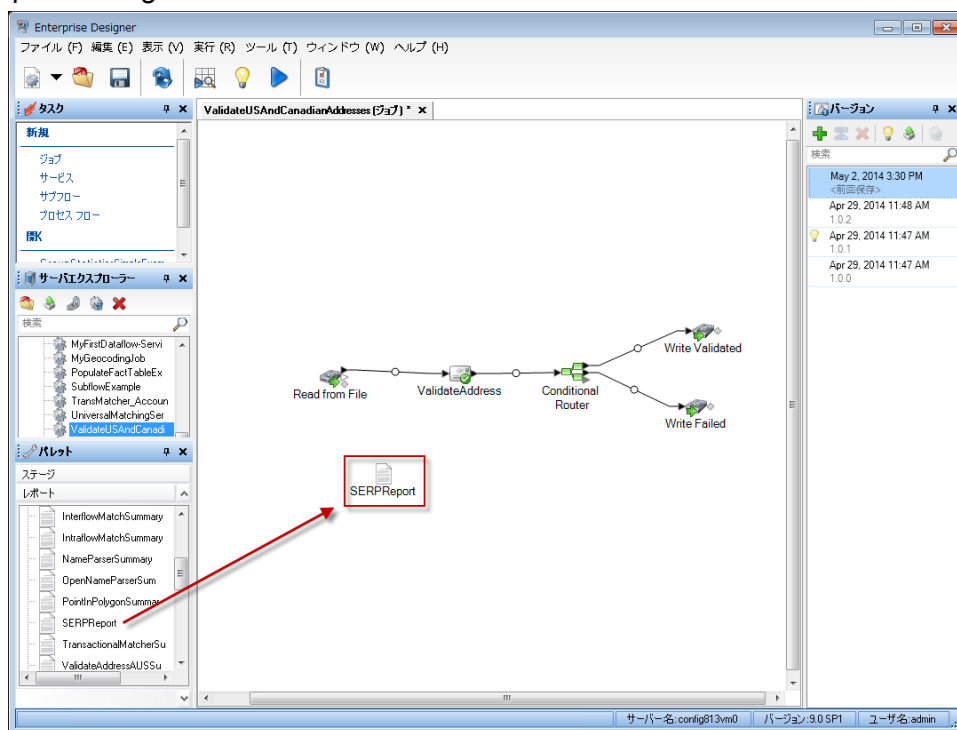 Enterprise Designer
ファイル (F) 編集 (E) 表示 (V) 実行 (R) ツール (T) ウィンドウ (W) ヘルプ (H)
タスク
新規
ジョブ
サービス
サブフロー
プロセス フロー
開く
サーバエクスプローラー
検索
MyFirstDataflow-Servi
MyGeocodingJob
PopulateFactTableEx
SubflowExample
TransMatcher_Accoun
UniversalMatchingSer
ValidateUSAndCanadi
パレット
ステージ
レポート
InterflowMatchSummary
IntraflowMatchSummary
NameParserSummary
OpenNameParserSum
PointInPolygonSummar
SERPReport
TransactionalMatcherSu
ValidateAddressAUSSu
ValidateUSAndCanadianAddresses (ジョブ) *
Read from File
ValidateAddress
Conditional
Router
Write Validated
Write Failed
SERPReport
バージョン
検索
May 2, 2014 3:30 PM
<前回保存>
Apr 29, 2014 11:48 AM
1.0.2
Apr 29, 2014 11:47 AM
1.0.1
Apr 29, 2014 11:47 AM
1.0.0
サーバー名: config813vm0 バージョン:9.0 SP1 ユーザ名:admin